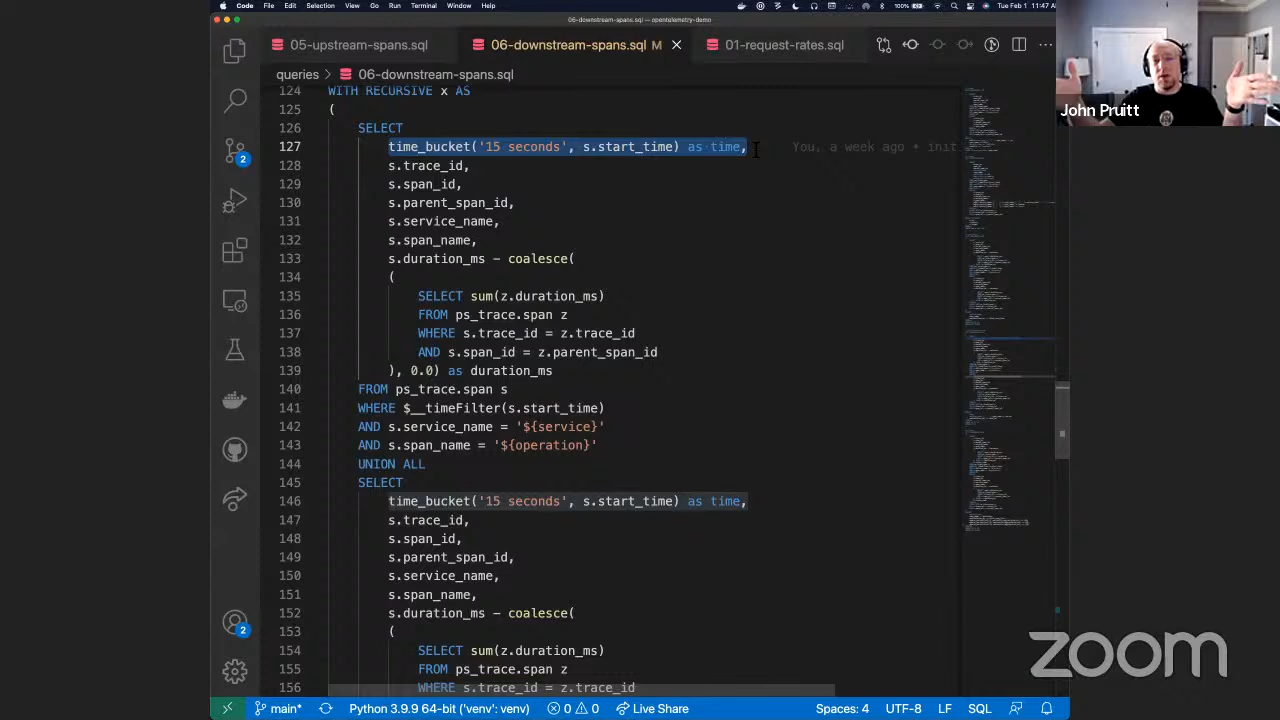 Code File Edit Selection View Go Run Terminal Window Help
100% Tue Feb 1 11:47 A
06-downstream-spans.sql — opentelemetry-demo
05-upstream-spans.sql 06-downstream-spans.sql M 01-request-rates.sql
queries > 06-downstream-spans.sql
124 WITH RECURSIVE x AS
125 (
126 SELECT
127 time_bucket('15 seconds', s.start_time) as time, You, a week ago • init
128 s.trace_id,
129 s.span_id,
130 s.parent_span_id,
131 s.service_name,
132 s.span_name,
133 s.duration_ms - coalesce(
134 (
135 SELECT sum(z.duration_ms)
136 FROM ps_trace.span z
137 WHERE s.trace_id = z.trace_id
138 AND s.span_id = z.parent_span_id
139 ), 0.0) as duration_ms
140 FROM ps_trace.span s
141 WHERE $__timeFilter(s.start_time)
142 AND s.service_name = '${service}'
143 AND s.span_name = '${operation}'
144 UNION ALL
145 SELECT
146 time_bucket('15 seconds', s.start_time) as time,
147 s.trace_id,
148 s.span_id,
149 s.parent_span_id,
150 s.service_name,
151 s.span_name,
152 s.duration_ms - coalesce(
153 (
154 SELECT sum(z.duration_ms)
155 FROM ps_trace.span z
156 WHERE s.trace_id = z.trace_id
2
2
main* Python 3.9.9 64-bit ('venv': venv) 0 0 Live Share Spaces: 4 UTF-8 LF SQL
John Pruitt
zoom